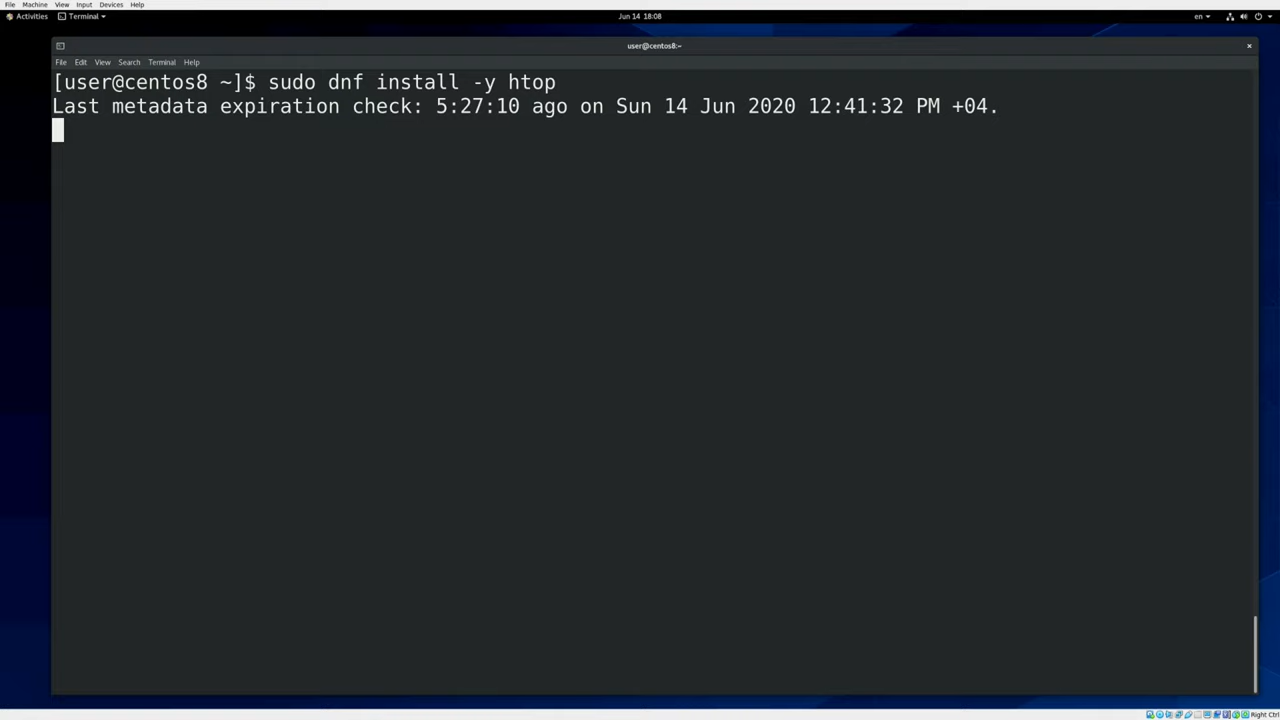 File Machine View Input Devices Help
Activities Terminal Jun 14 18:08 en
user@centos8:~
File Edit View Search Terminal Help
[user@centos8 ~]$ sudo dnf install -y htop
Last metadata expiration check: 5:27:10 ago on Sun 14 Jun 2020 12:41:32 PM +04.
Right Ctrl